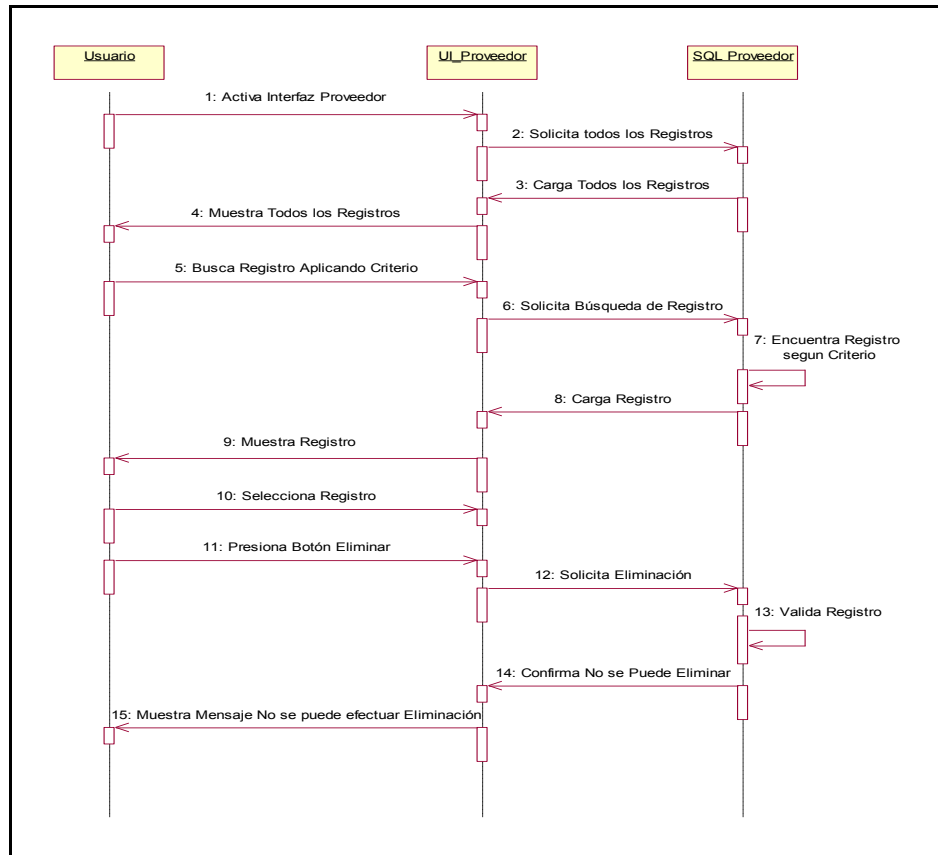 Usuario
UI_Proveedor
SQL Proveedor
1: Activa Interfaz Proveedor
2: Solicita todos los Registros
3: Carga Todos los Registros
4: Muestra Todos los Registros
5: Busca Registro Aplicando Criterio
6: Solicita Búsqueda de Registro
7: Encuentra Registro
segun Criterio
8: Carga Registro
9: Muestra Registro
10: Selecciona Registro
11: Presiona Botón Eliminar
12: Solicita Eliminación
13: Valida Registro
14: Confirma No se Puede Eliminar
15: Muestra Mensaje No se puede efectuar Eliminación